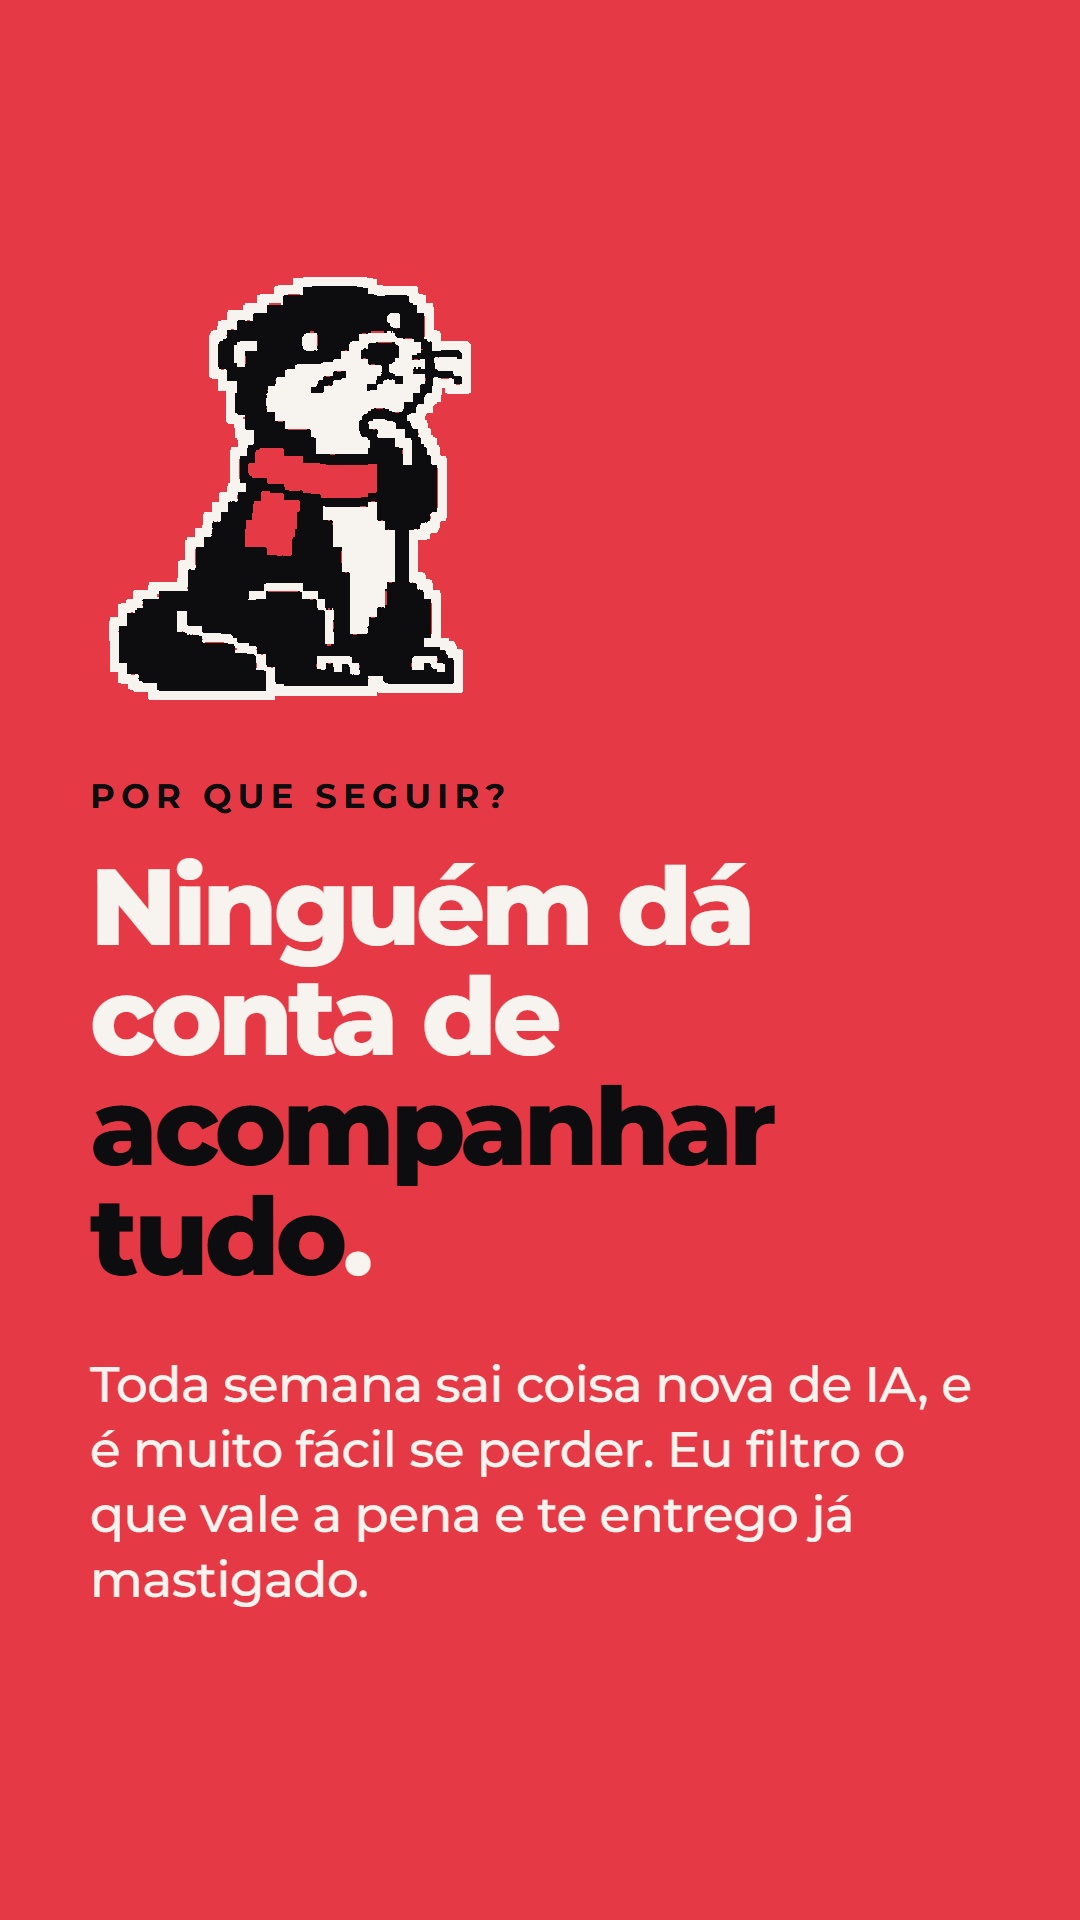 POR QUE SEGUIR?
Ninguém dá
conta de
acompanhar
tudo.
Toda semana sai coisa nova de IA, e
é muito fácil se perder. Eu filtro o
que vale a pena e te entrego já
mastigado.